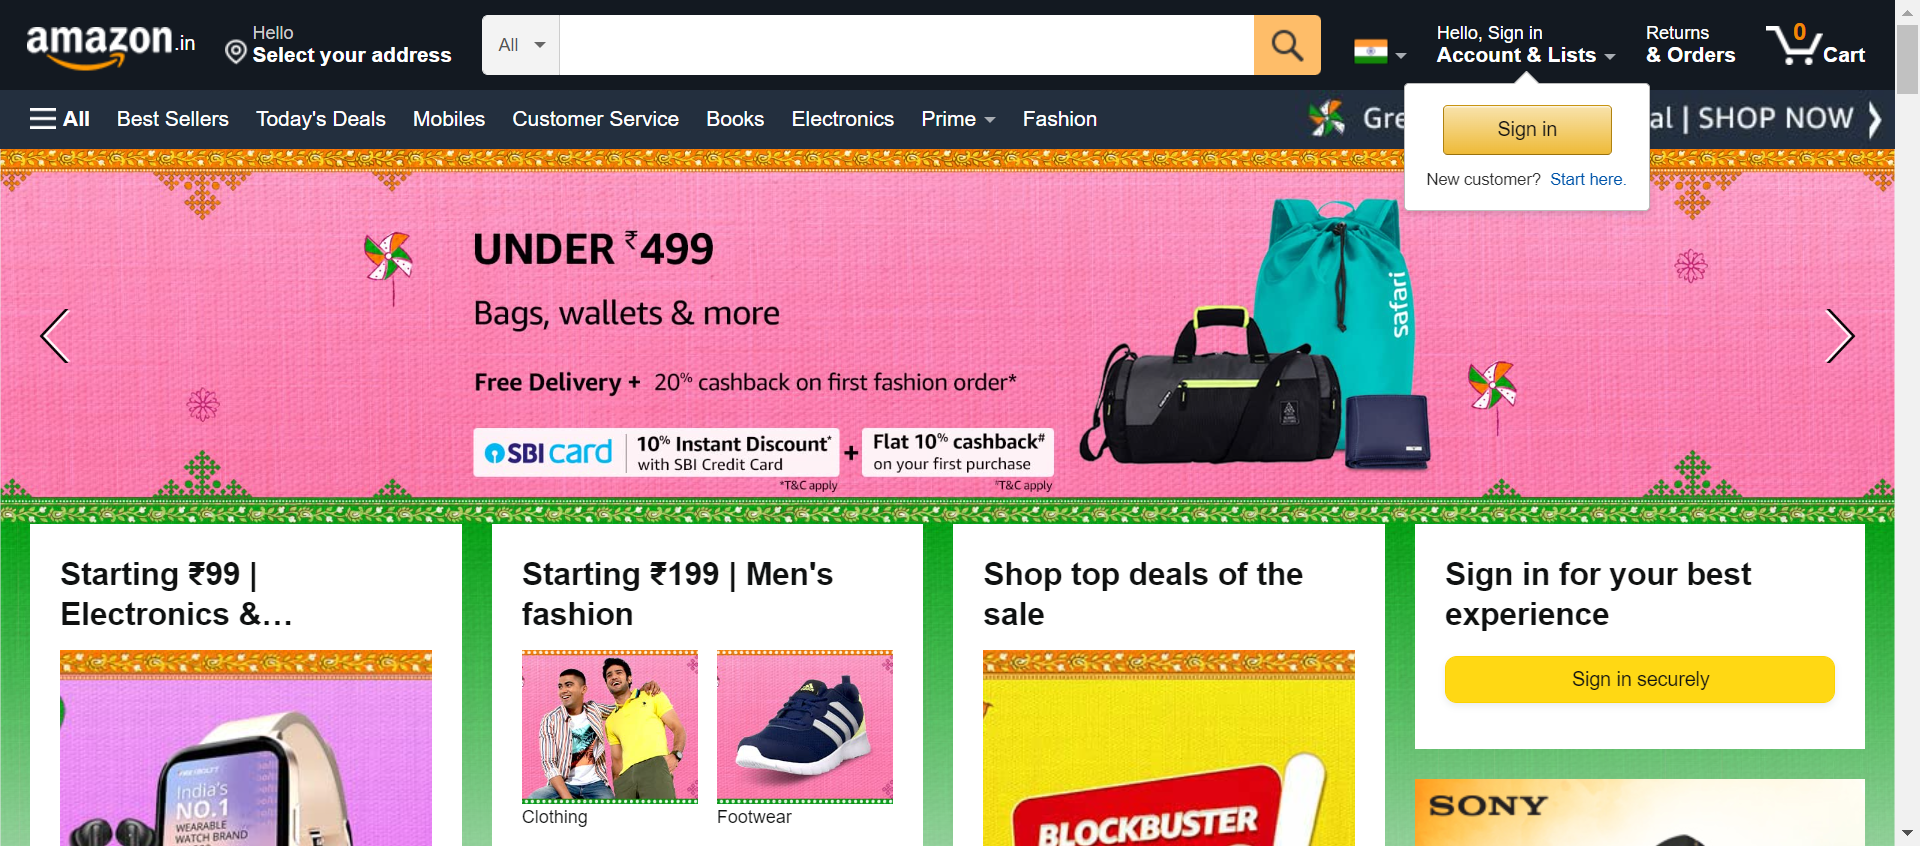 amazon.in
Hello
Select your address
All
Hello, Sign in
Account & Lists
Returns
& Orders
0
Cart
All
Best Sellers
Today's Deals
Mobiles
Customer Service
Books
Electronics
Prime
Fashion
Gre
al | SHOP NOW
Sign in
New customer? Start here.
UNDER ₹499
Bags, wallets & more
Free Delivery + 20% cashback on first fashion order*
SBI card
10% Instant Discount*
with SBI Credit Card
*T&C apply
+
Flat 10% cashback#
on your first purchase
#T&C apply
safari
Starting ₹99 |
Electronics &…
India's
NO.1
WEARABLE
WATCH BRAND
Starting ₹199 | Men's
fashion
Clothing
Footwear
Shop top deals of the
sale
BLOCKBUSTER
Sign in for your best
experience
Sign in securely
SONY